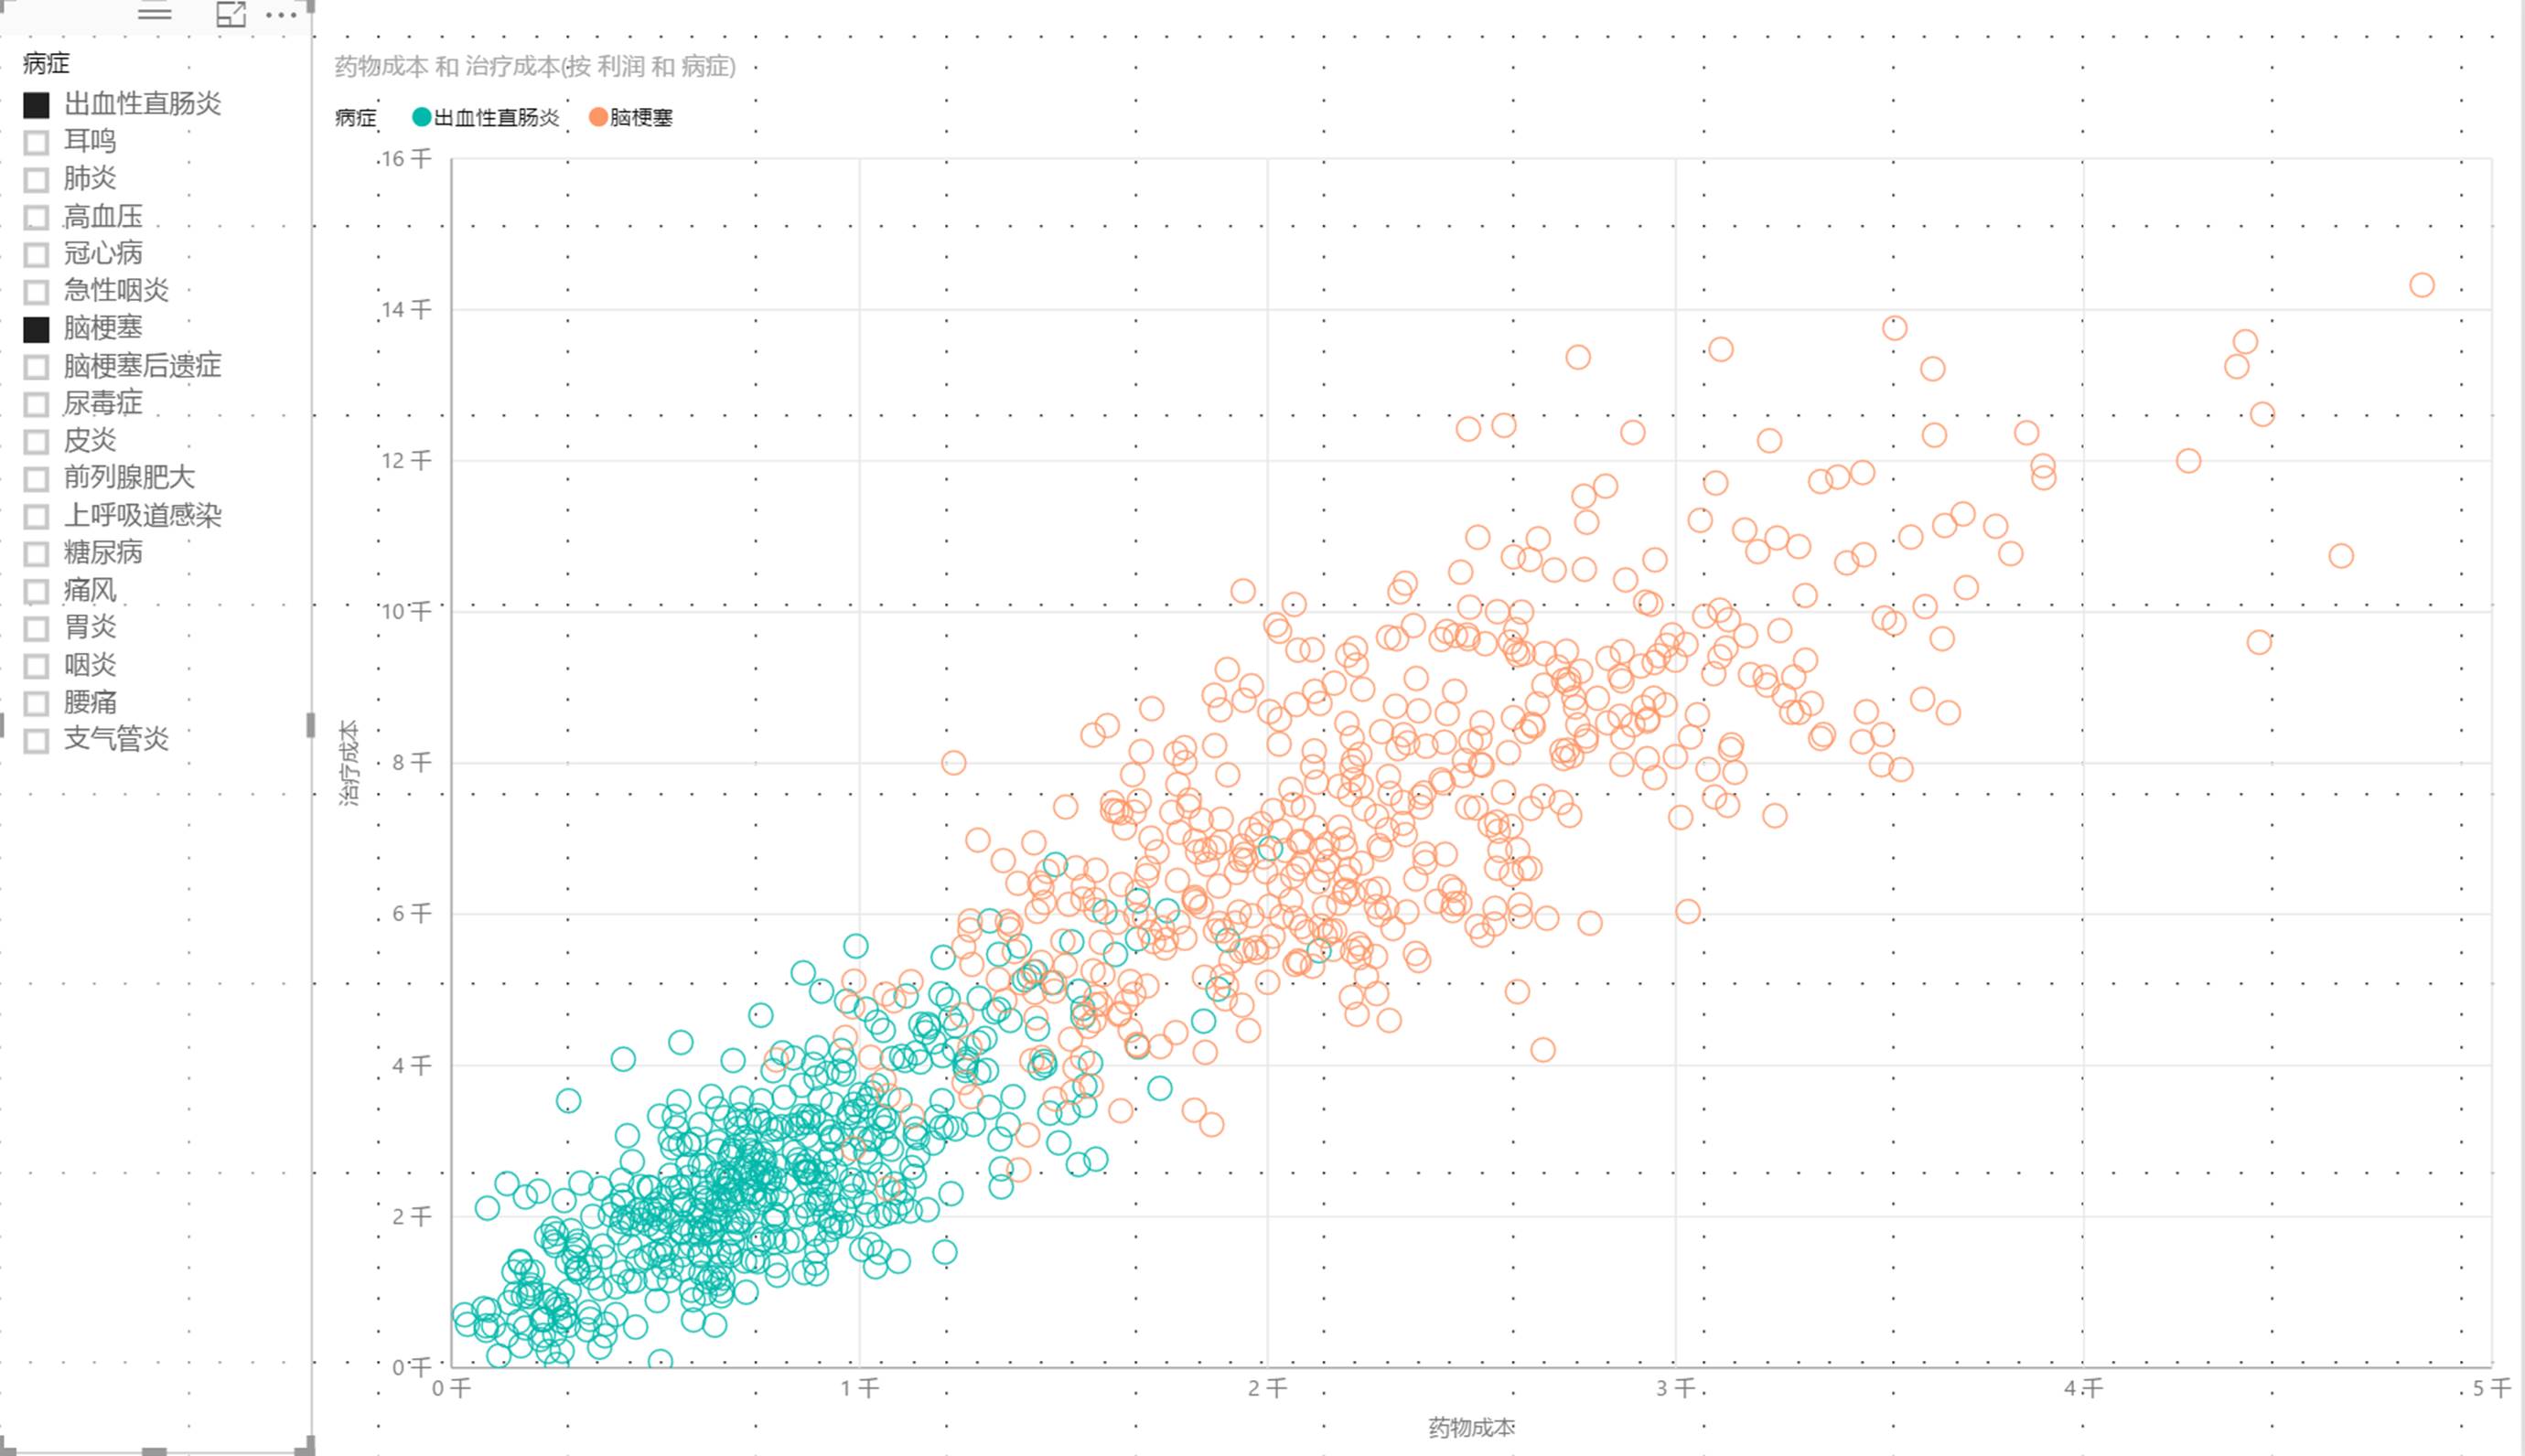 病症
出血性直肠炎
耳鸣
肺炎
高血压
冠心病
急性咽炎
脑梗塞
脑梗塞后遗症
尿毒症
皮炎
前列腺肥大
上呼吸道感染
糖尿病
痛风
胃炎
咽炎
腰痛
支气管炎
药物成本 和 治疗成本(按 利润 和 病症)
病症 出血性直肠炎 脑梗塞
16 千
14 千
12 千
10 千
8 千
6 千
4 千
2 千
0 千
治疗成本
0 千 1 千 2 千 3 千 4 千 5 千
药物成本